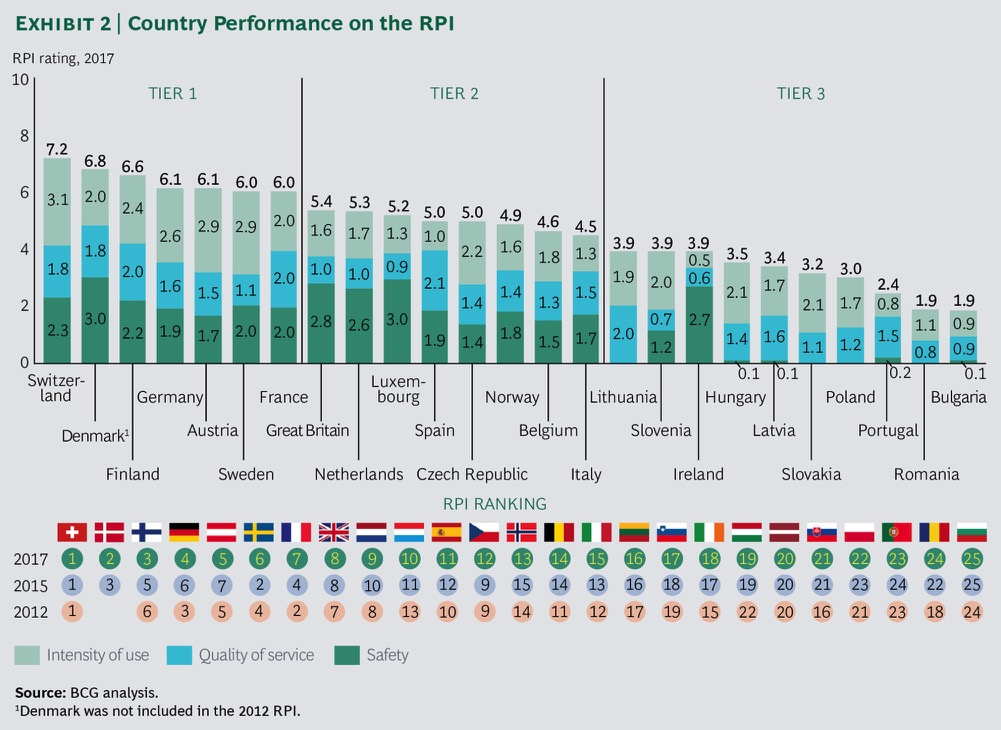 EXHIBIT 2 | Country Performance on the RPI
RPI rating, 2017
10
8
6
4
2
0
TIER 1
TIER 2
TIER 3
7.2 6.8 6.6 6.1 6.1 6.0 6.0 5.4 5.3 5.2 5.0 5.0 4.9 4.6 4.5 3.9 3.9 3.9 3.5 3.4 3.2 3.0 2.4 1.9 1.9
3.1 2.0 2.4 2.6 2.9 2.9 2.0 1.6 1.7 1.3 1.0 2.2 1.6 1.8 1.3 1.9 2.0 0.5 2.1 1.7 2.1 1.7 0.8 1.1 0.9
1.8 1.8 2.0 1.6 1.5 1.1 2.0 1.0 1.0 0.9 2.1 1.4 1.4 1.3 1.5 2.0 0.7 0.6 1.4 1.6 1.1 1.2 1.5 0.8 0.9
2.3 3.0 2.2 1.9 1.7 2.0 2.0 2.8 2.6 3.0 1.9 1.4 1.8 1.5 1.7 1.2 2.7 0.1 0.1 0.2 0.1
Switzer-
land
Germany
France
Luxem-
bourg
Norway
Lithuania
Hungary
Poland
Bulgaria
Denmark¹
Austria
Great Britain
Spain
Belgium
Slovenia
Latvia
Portugal
Finland
Sweden
Netherlands
Czech Republic
Italy
Ireland
Slovakia
Romania
RPI RANKING
2017 1 2 3 4 5 6 7 8 9 10 11 12 13 14 15 16 17 18 19 20 21 22 23 24 25
2015 1 3 5 6 7 2 4 8 10 11 12 9 15 14 13 16 18 17 19 20 21 23 24 22 25
2012 1 6 3 5 4 2 7 8 13 10 9 14 11 12 17 19 15 22 20 16 21 23 18 24
Intensity of use
Quality of service
Safety
Source: BCG analysis.
¹Denmark was not included in the 2012 RPI.